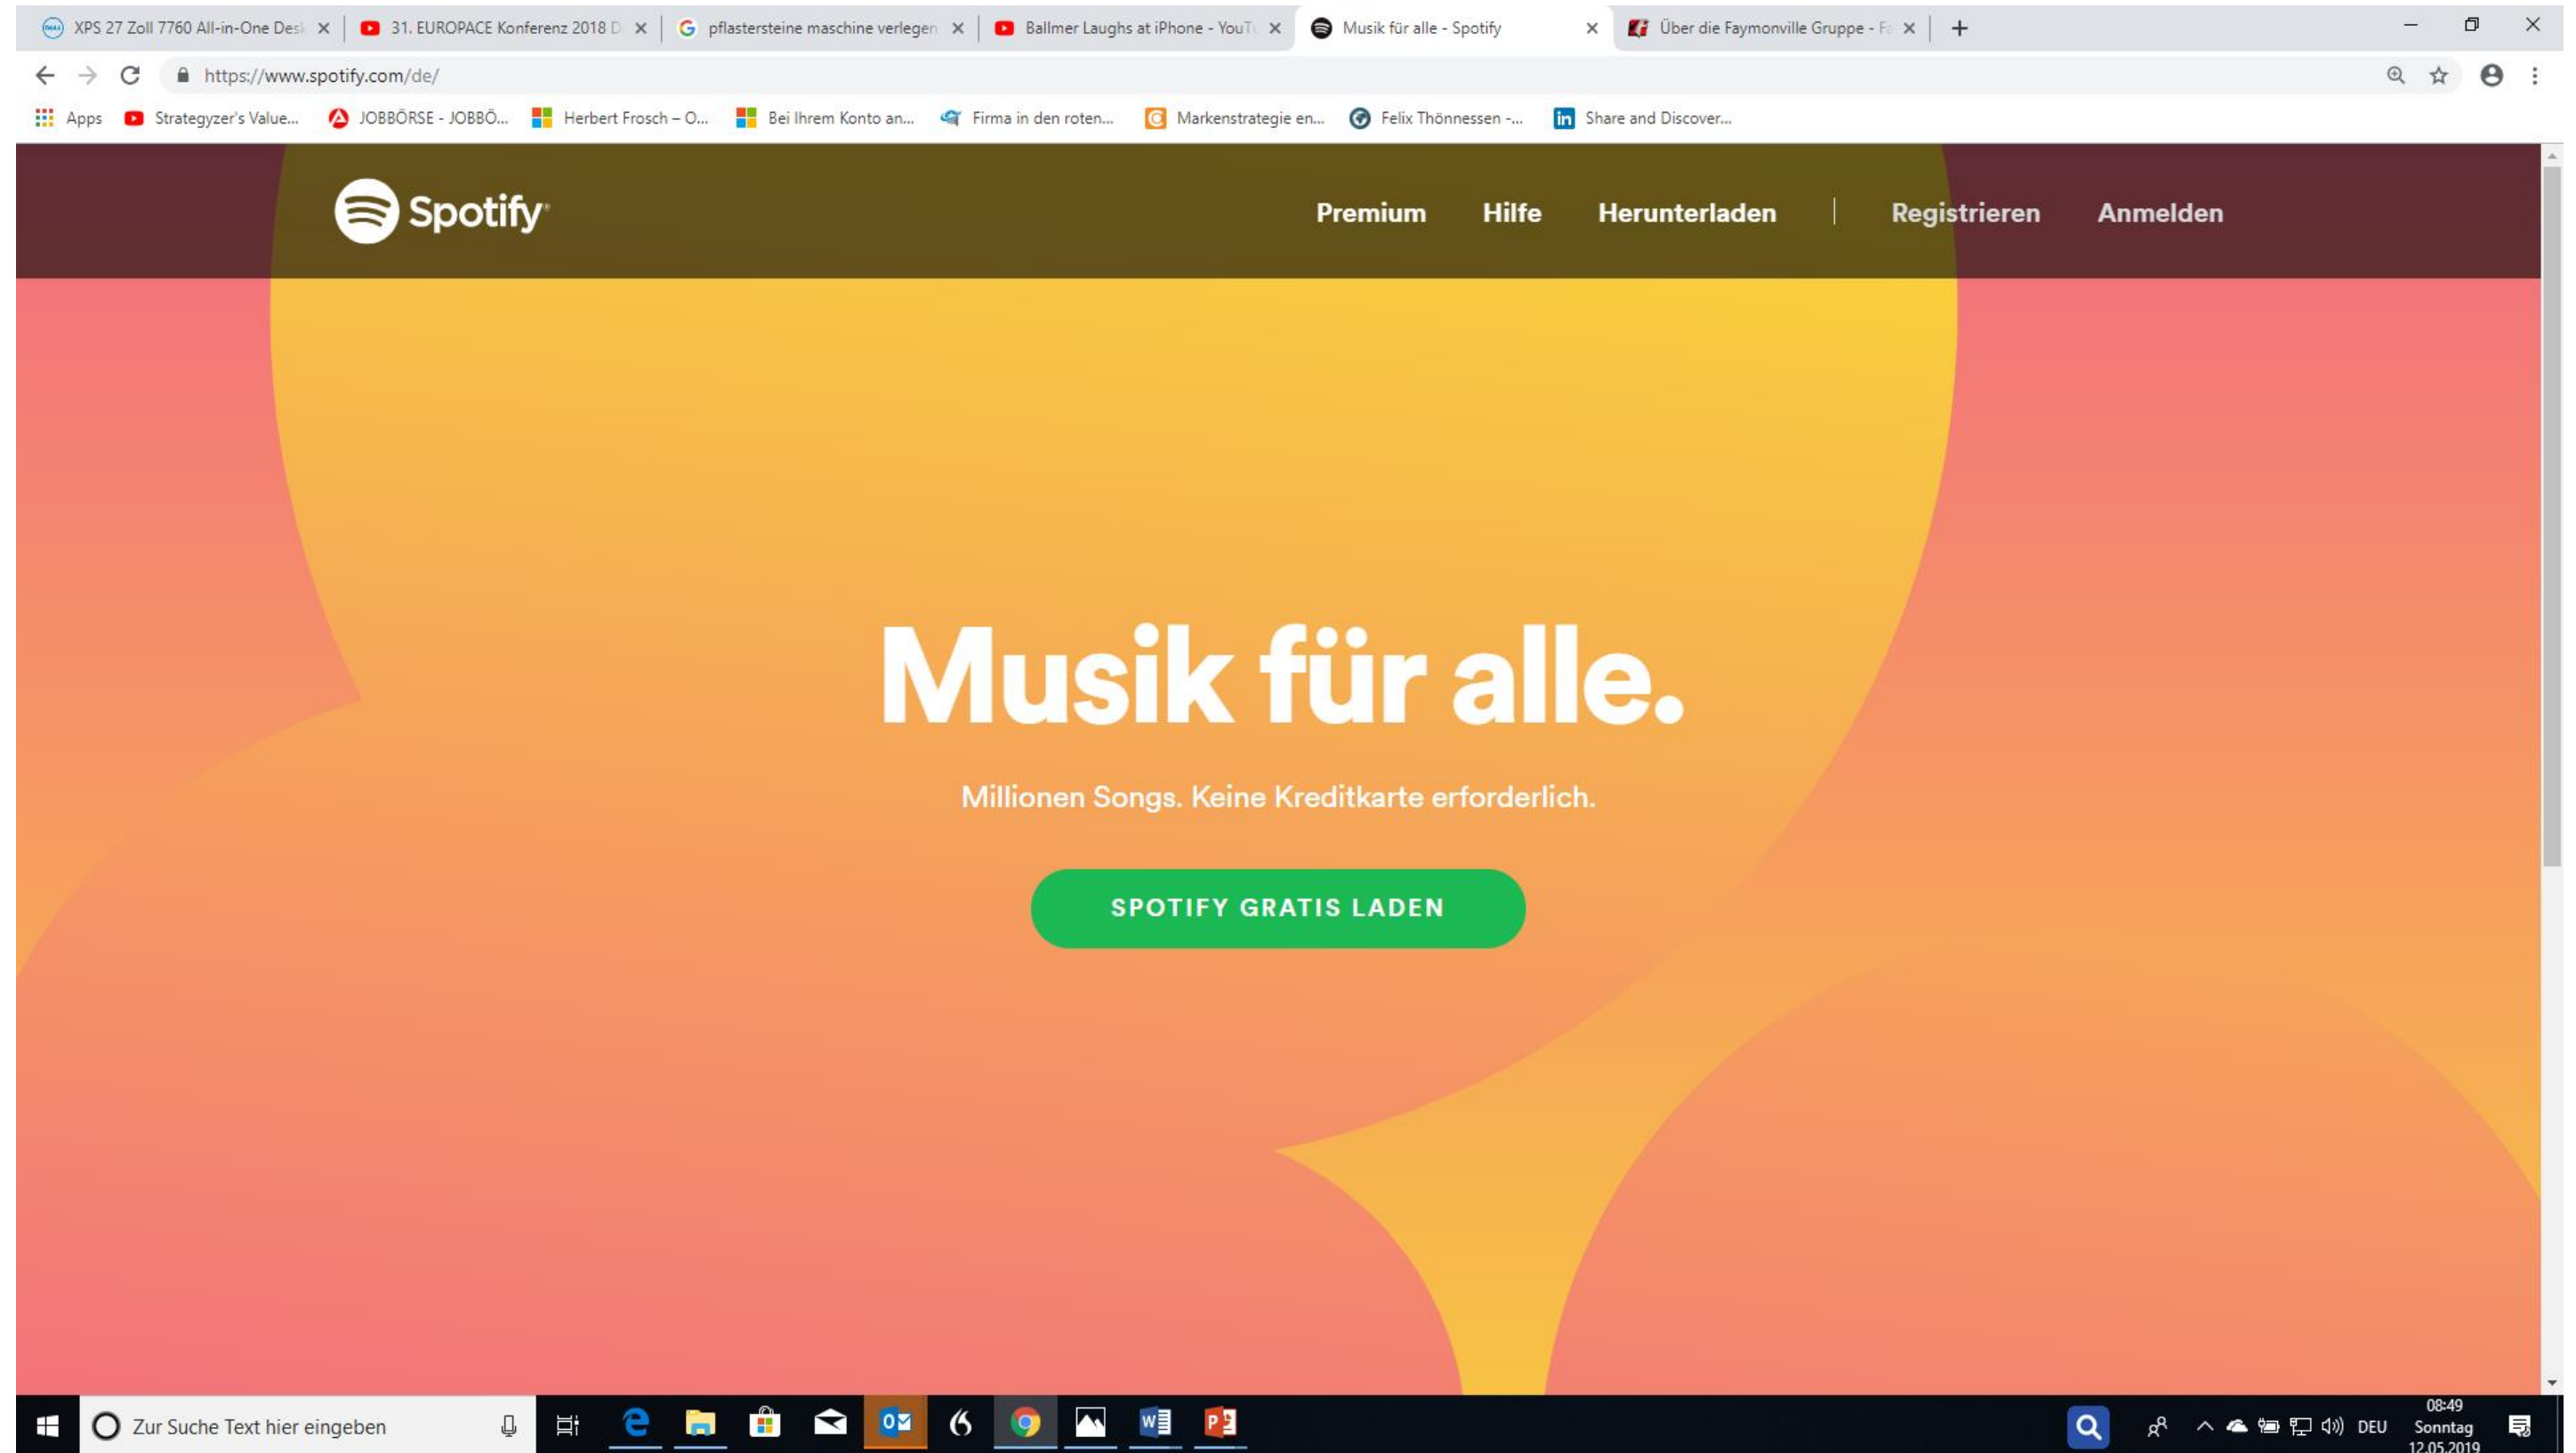 XPS 27 Zoll 7760 All-in-One Des
31. EUROPACE Konferenz 2018 D
pflastersteine maschine verlegen
Ballmer Laughs at iPhone - YouT
Musik für alle - Spotify
Über die Faymonville Gruppe - Fa
https://www.spotify.com/de/
Apps
Strategyzer's Value...
JOBBÖRSE - JOBBÖ...
Herbert Frosch – O...
Bei Ihrem Konto an...
Firma in den roten...
Markenstrategie en...
Felix Thönnessen -...
Share and Discover...
Spotify
Premium
Hilfe
Herunterladen
Registrieren
Anmelden
Musik für alle.
Millionen Songs. Keine Kreditkarte erforderlich.
SPOTIFY GRATIS LADEN
Zur Suche Text hier eingeben
DEU
08:49
Sonntag
12.05.2019